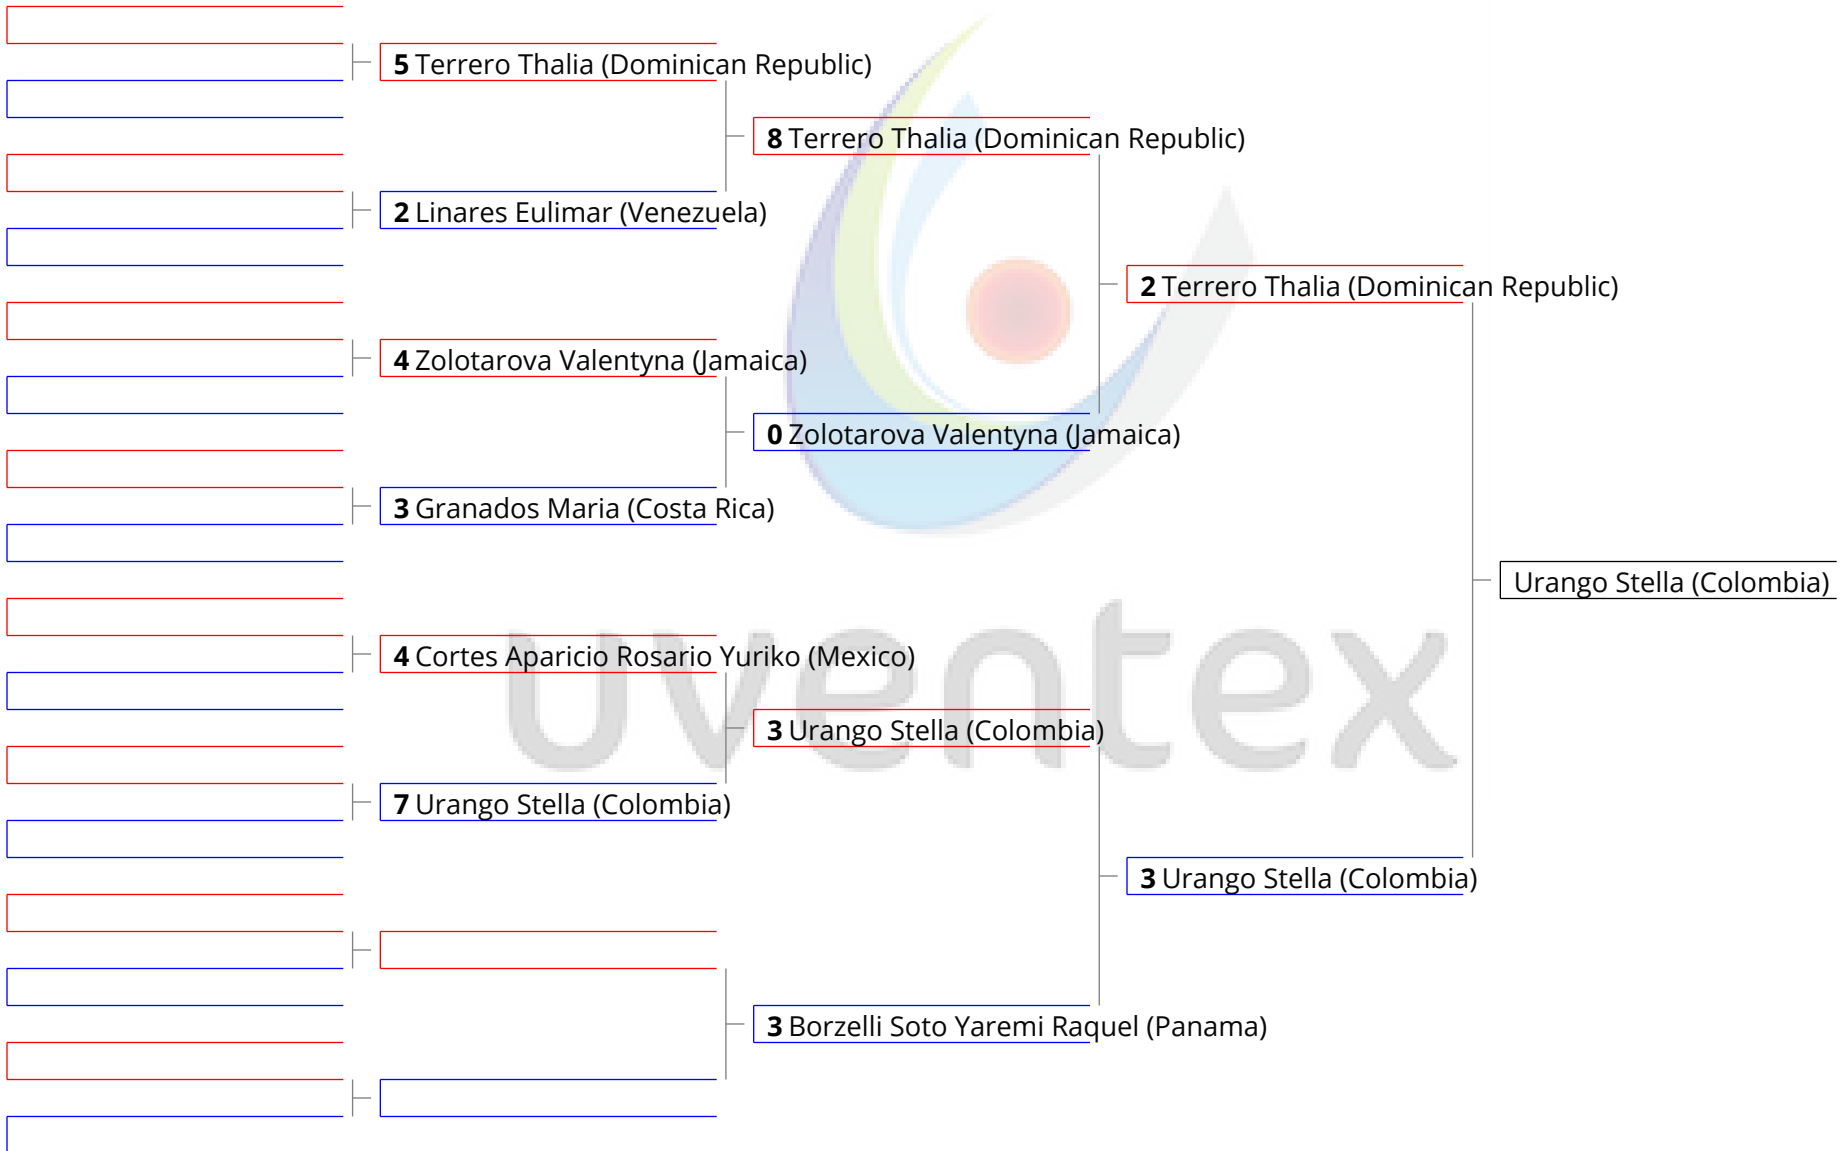 5 Terrero Thalia (Dominican Republic)
8 Terrero Thalia (Dominican Republic)
2 Linares Eulimar (Venezuela)
2 Terrero Thalia (Dominican Republic)
4 Zolotarova Valentyna (Jamaica)
0 Zolotarova Valentyna (Jamaica)
3 Granados Maria (Costa Rica)
Urango Stella (Colombia)
4 Cortes Aparicio Rosario Yuriko (Mexico)
uventex
3 Urango Stella (Colombia)
7 Urango Stella (Colombia)
3 Urango Stella (Colombia)
3 Borzelli Soto Yaremi Raquel (Panama)